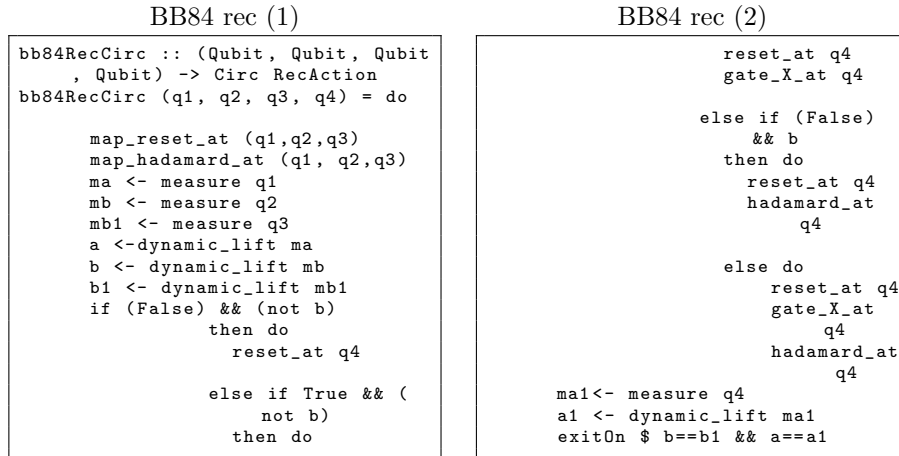 BB84 rec (1)
bb84RecCirc :: (Qubit, Qubit, Qubit
, Qubit) -> Circ RecAction
bb84RecCirc (q1, q2, q3, q4) = do
map_reset_at (q1,q2,q3)
map_hadamard_at (q1, q2,q3)
ma <- measure q1
mb <- measure q2
mb1 <- measure q3
a <-dynamic_lift ma
b <- dynamic_lift mb
b1 <- dynamic_lift mb1
if (False) && (not b)
then do
reset_at q4
else if True && (
not b)
then do
BB84 rec (2)
reset_at q4
gate_X_at q4
else if (False)
&& b
then do
reset_at q4
hadamard_at
q4
else do
reset_at q4
gate_X_at
q4
hadamard_at
q4
ma1<- measure q4
a1 <- dynamic_lift ma1
exitOn $ b==b1 && a==a1